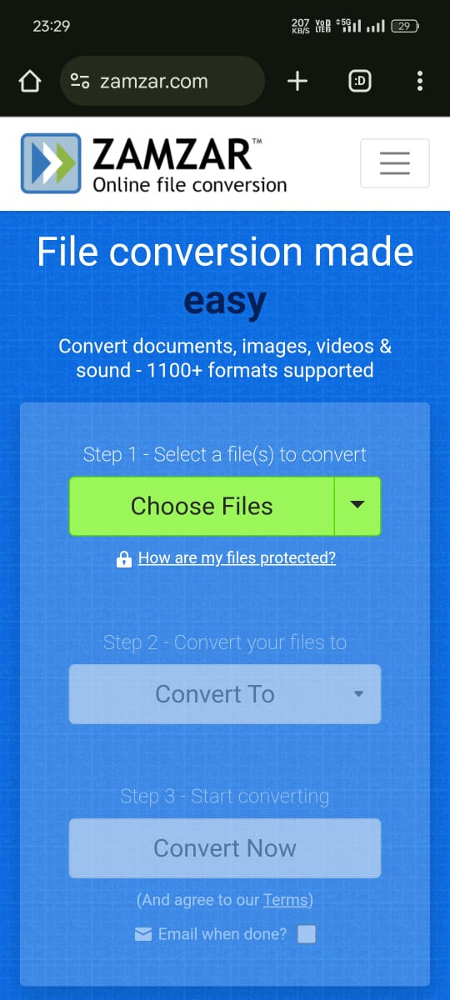 23:29
207 KB/S VoD LTE2 5G 29
zamzar.com
:D
ZAMZAR™
Online file conversion
File conversion made
easy
Convert documents, images, videos &
sound - 1100+ formats supported
Step 1 - Select a file(s) to convert
Choose Files
How are my files protected?
Step 2 - Convert your files to
Convert To
Step 3 - Start converting
Convert Now
(And agree to our Terms)
Email when done?